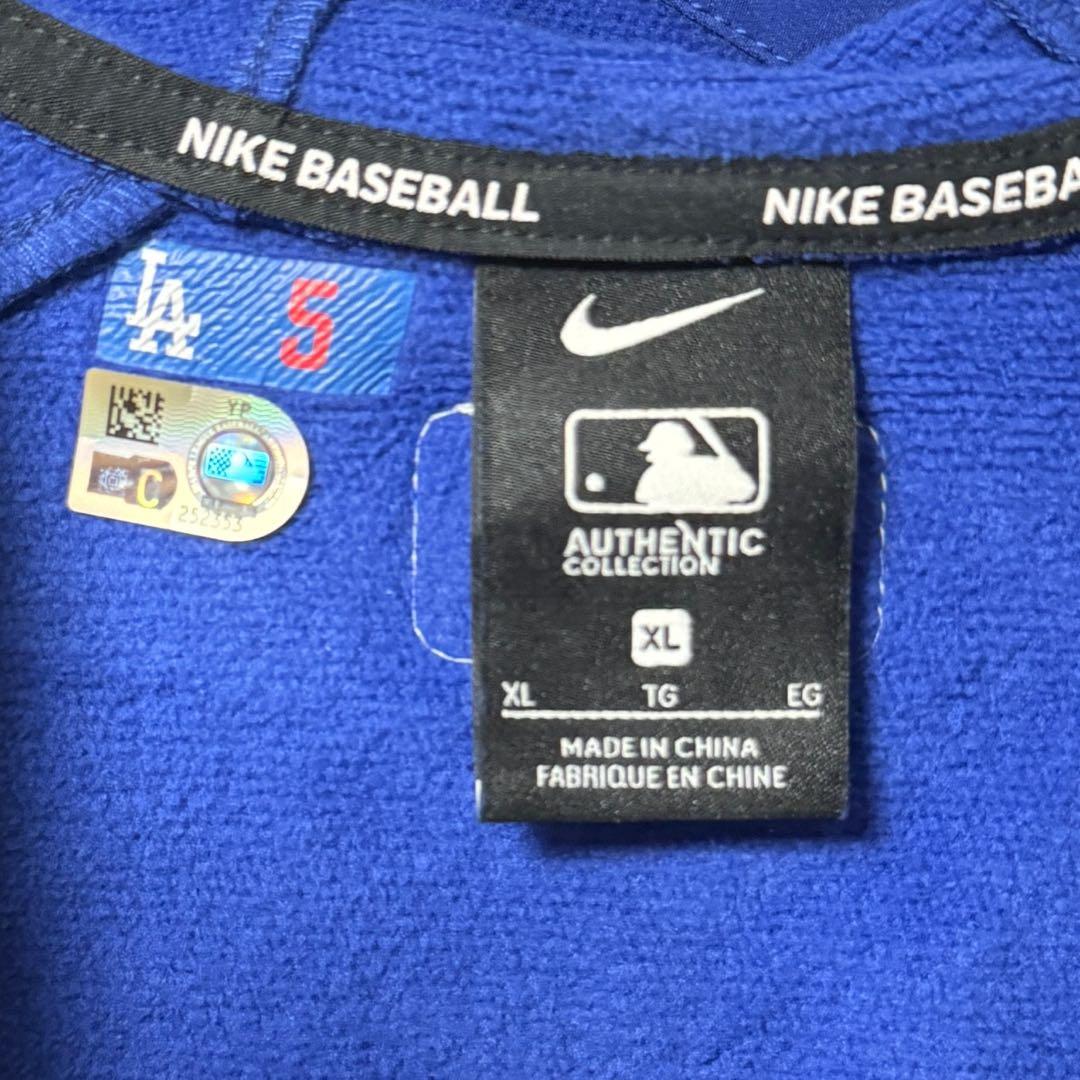 NIKE BASEBALL
NIKE BASEBA
LA 5
YP
C
252353
AUTHENTIC
COLLECTION
XL
XL TG EG
MADE IN CHINA
FABRIQUE EN CHINE